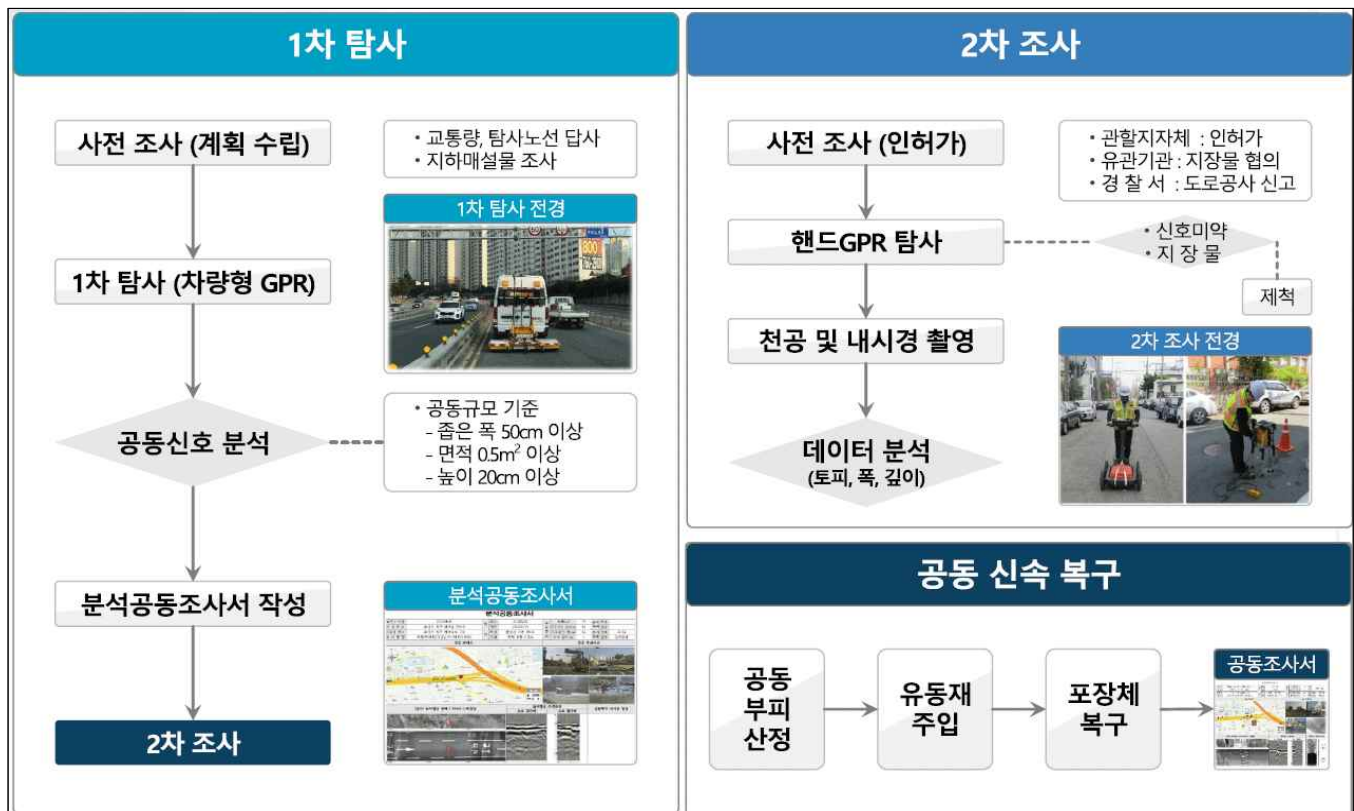 1차 탐사
사전 조사 (계획 수립)
• 교통량, 탐사노선 답사
• 지하매설물 조사
1차 탐사 전경
800
1차 탐사 (차량형 GPR)
공동신호 분석
• 공동규모 기준
- 좁은 폭 50cm 이상
- 면적 0.5m² 이상
- 높이 20cm 이상
분석공동조사서 작성
분석공동조사서
분석공동조사서
2차 조사
2차 조사
사전 조사 (인허가)
• 관할지자체 : 인허가
• 유관기관 : 지장물 협의
• 경 찰 서 : 도로공사 신고
핸드GPR 탐사
• 신호미약
• 지 장 물
제척
천공 및 내시경 촬영
2차 조사 전경
데이터 분석
(토피, 폭, 깊이)
공동 신속 복구
공동
부피
산정
유동재
주입
포장체
복구
공동조사서